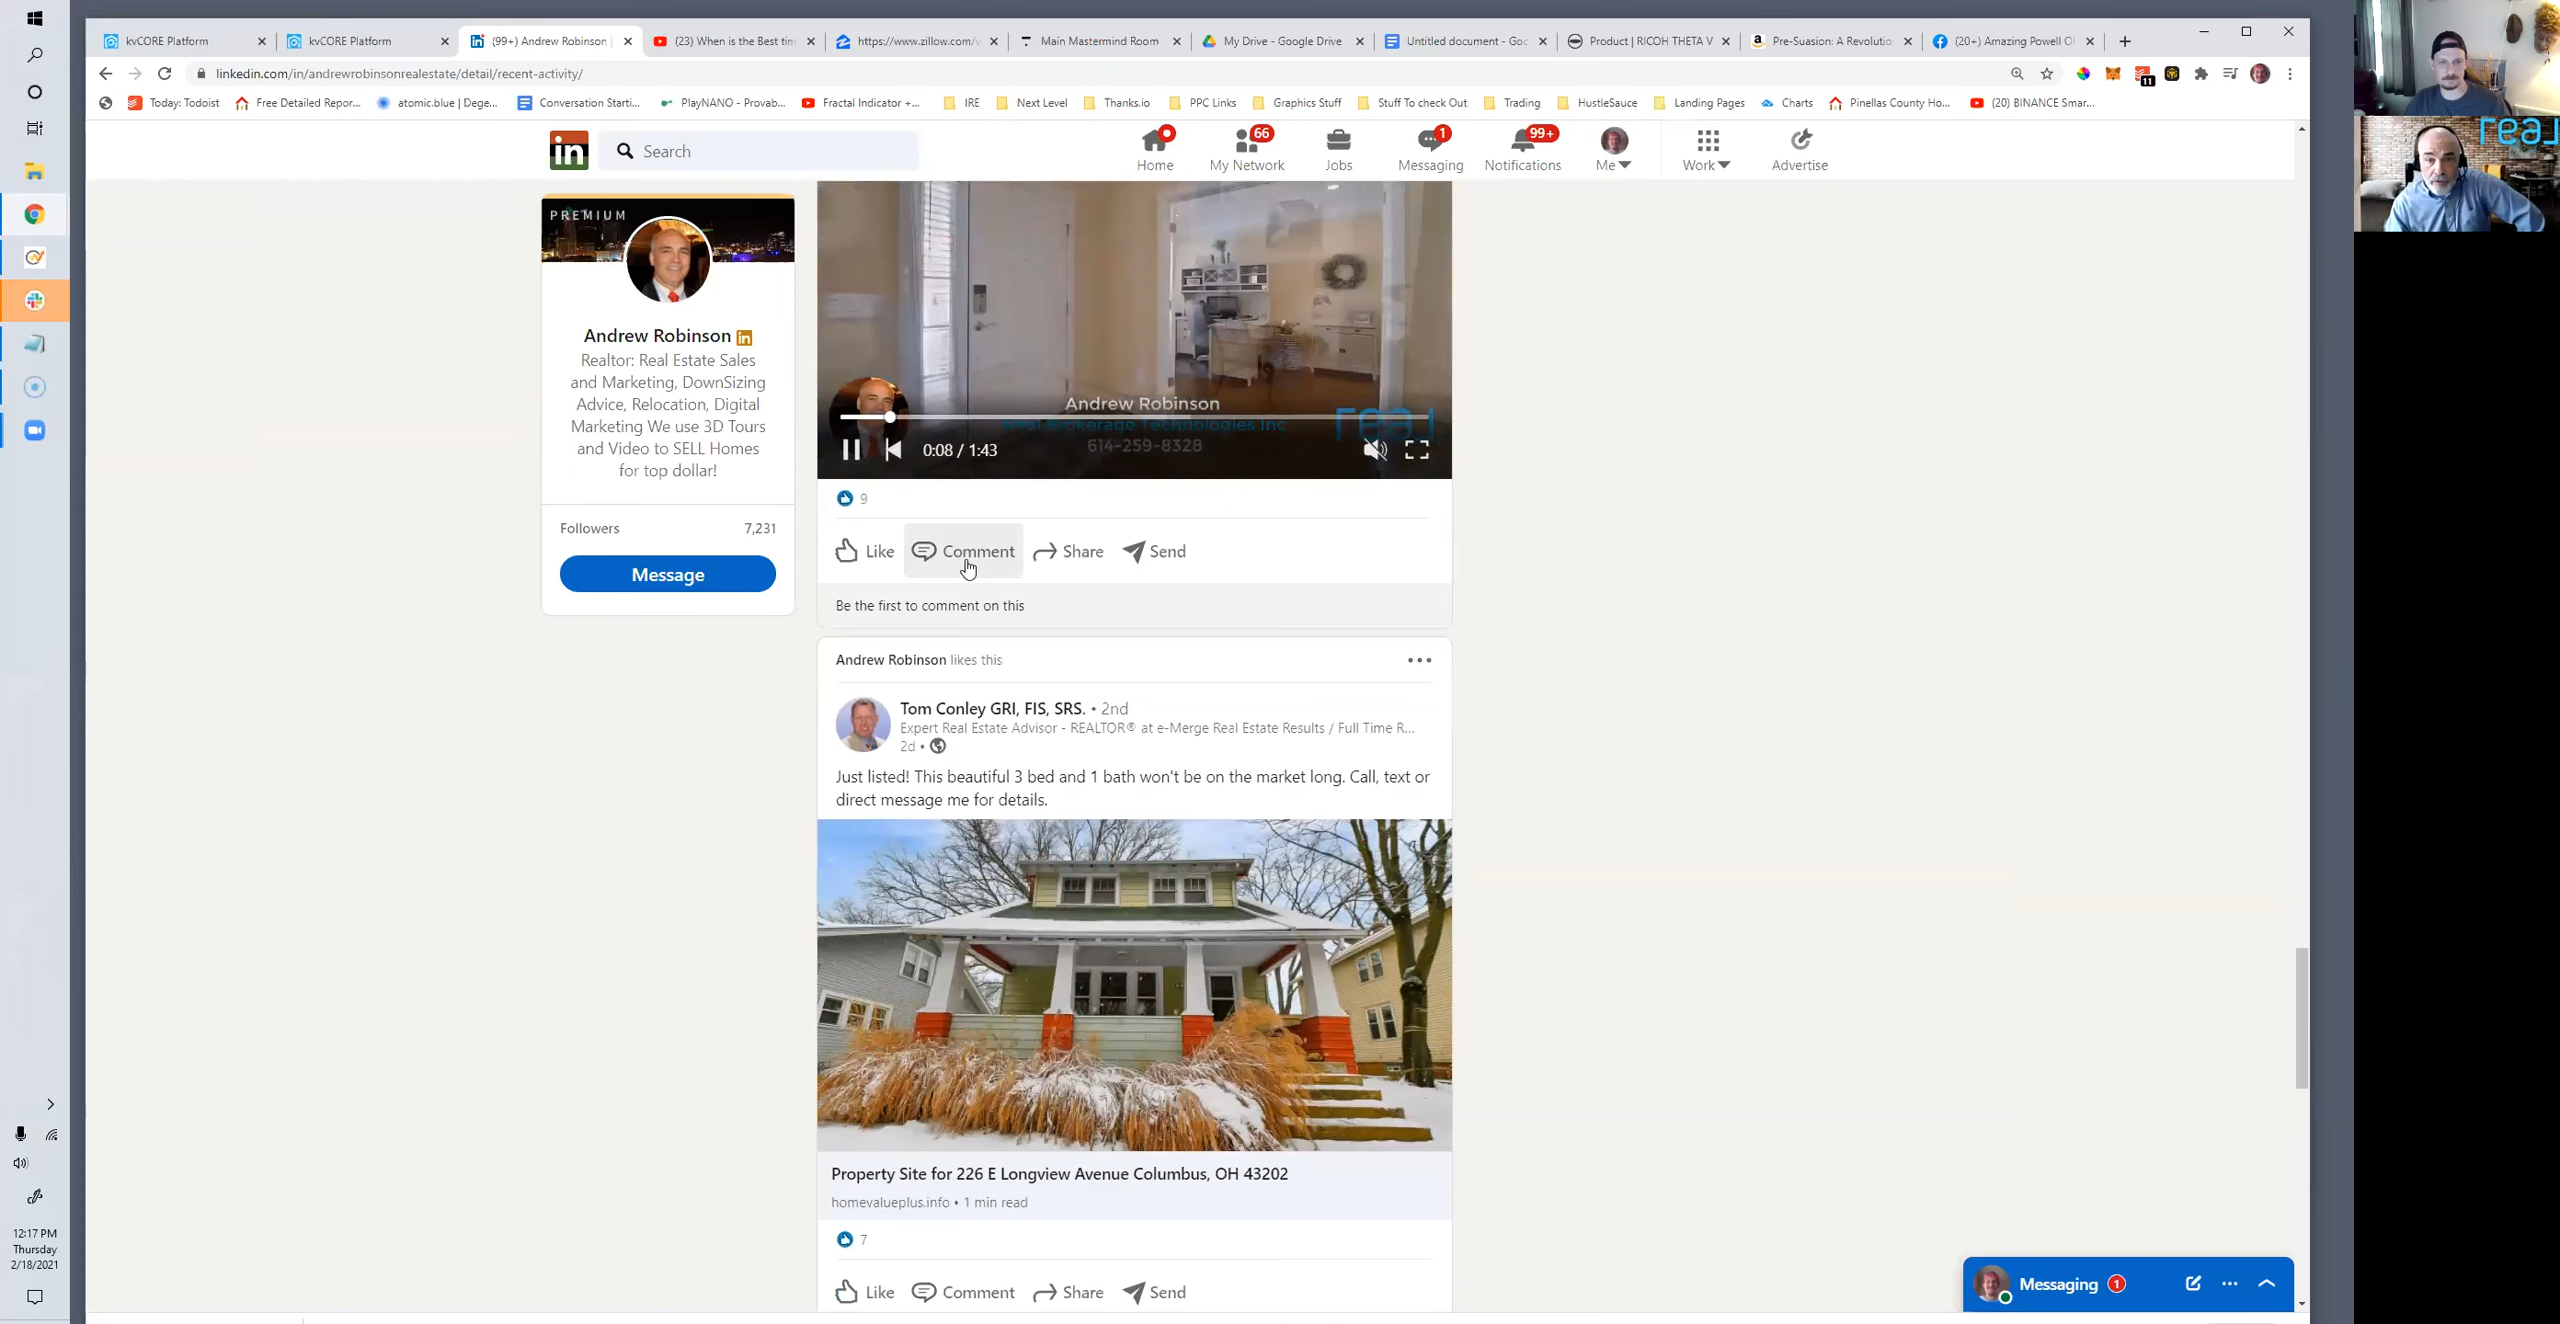 kvCORE Platform
kvCORE Platform
(99+) Andrew Robinson |
(23) When is the Best tin
https://www.zillow.com/v
Main Mastermind Room
My Drive - Google Drive
Untitled document - Goo
Product | RICOH THETA V
Pre-Suasion: A Revolutio
(20+) Amazing Powell O
linkedin.com/in/andrewrobinsonrealestate/detail/recent-activity/
11
Today: Todoist
Free Detailed Repor...
atomic.blue | Dege...
Conversation Starti...
PlayNANO - Provab...
Fractal Indicator +...
IRE
Next Level
Thanks.io
PPC Links
Graphics Stuff
Stuff To check Out
Trading
HustleSauce
Landing Pages
Charts
Pinellas County Ho...
(20) BINANCE Smar...
in
Search
Home
66
My Network
Jobs
1
Messaging
99+
Notifications
Me
Work
Advertise
PREMIUM
Andrew Robinson in
Realtor: Real Estate Sales
and Marketing, DownSizing
Advice, Relocation, Digital
Marketing We use 3D Tours
and Video to SELL Homes
for top dollar!
Followers 7,231
Message
Andrew Robinson
Real Brokerage Technologies Inc
614-259-8328
real
0:08 / 1:43
9
Like Comment Share Send
Be the first to comment on this
Andrew Robinson likes this
Tom Conley GRI, FIS, SRS. • 2nd
Expert Real Estate Advisor - REALTOR® at e-Merge Real Estate Results / Full Time R...
2d •
Just listed! This beautiful 3 bed and 1 bath won't be on the market long. Call, text or
direct message me for details.
Property Site for 226 E Longview Avenue Columbus, OH 43202
homevalueplus.info • 1 min read
7
Like Comment Share Send
Messaging 1
12:17 PM
Thursday
2/18/2021
real